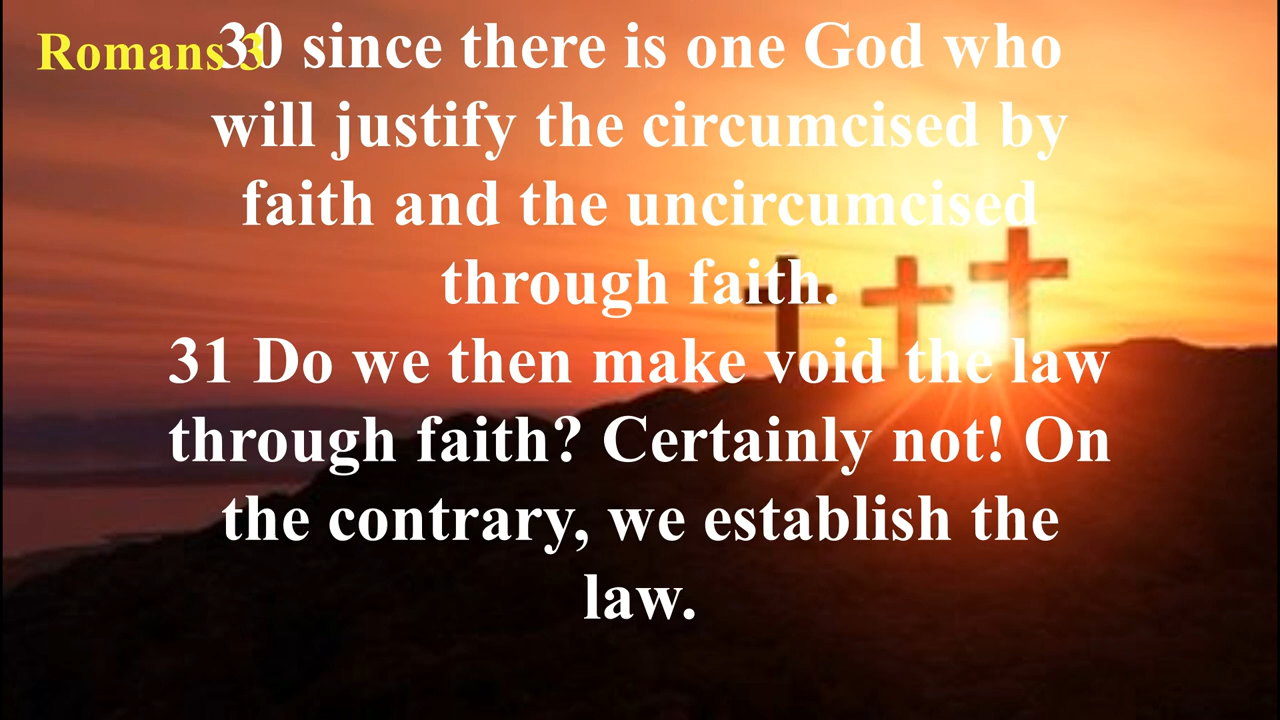 Romans 3
30 since there is one God who
will justify the circumcised by
faith and the uncircumcised
through faith.
31 Do we then make void the law
through faith? Certainly not! On
the contrary, we establish the
law.